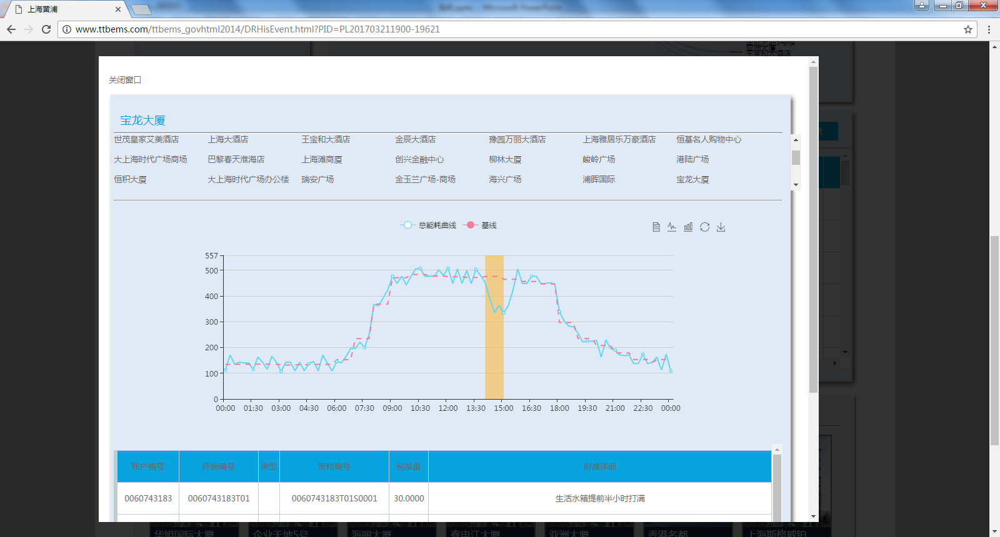 上海黄浦
www.ttbems.com/ttbems_govhtml2014/DRHisEvent.html?PID=PL201703211900-19621
亚洲大厦
王宝和大酒店
关闭窗口
宝龙大厦
世茂皇家艾美酒店 上海大酒店 王宝和大酒店 金辰大酒店 豫园万丽大酒店 上海雅居乐万豪酒店 恒基名人购物中心
大上海时代广场商场 巴黎春天淮海店 上海滩商厦 创兴金融中心 柳林大厦 峻岭广场 港陆广场
恒积大厦 大上海时代广场办公楼 瑞安广场 金玉兰广场-商场 海兴广场 浦晖国际 宝龙大厦
总能耗曲线 基线
557
500
400
300
200
100
0
00:00 01:30 03:00 04:30 06:00 07:30 09:00 10:30 12:00 13:30 15:00 16:30 18:00 19:30 21:00 22:30 00:00
账户编号 终端编号 类型 策略编号 削减量 削减详细
0060743183 0060743183T01 0060743183T01S0001 30.0000 生活水箱提前半小时打满
华旭国际大厦 企业天地5号 海丽大厦 春申江大厦 亚洲大厦 香港名都 上海斯格威铂